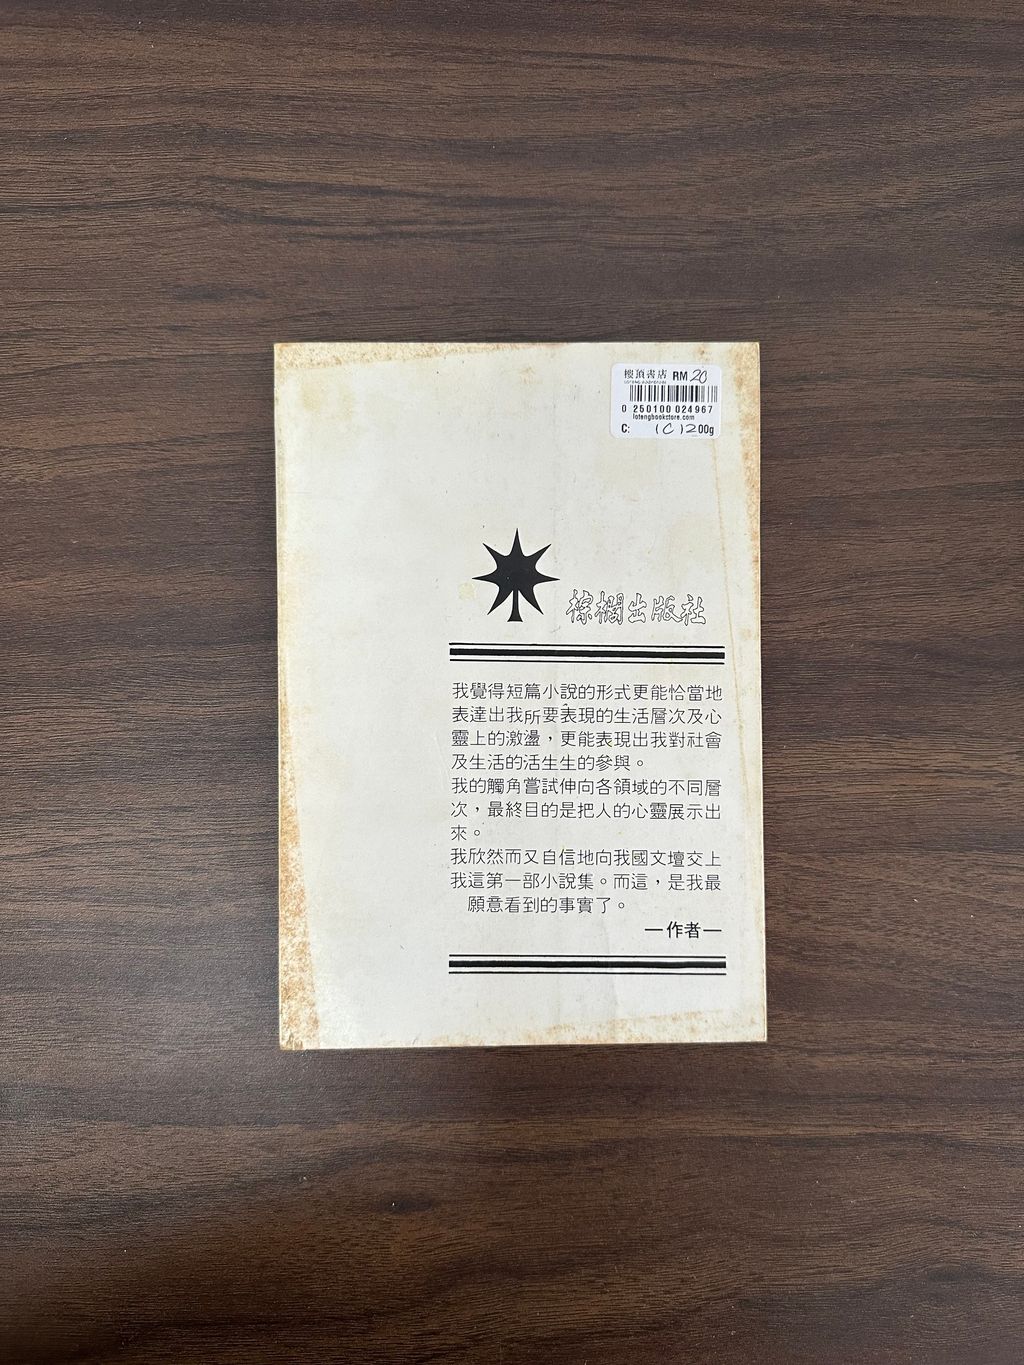 樓頂書店 RM 20
0 250100 024967
lotengbookstore.com
C: (C)200g
棕櫚出版社
我覺得短篇小說的形式更能恰當地
表達出我所要表現的生活層次及心
靈上的激盪，更能表現出我對社會
及生活的活生生的參與。
我的觸角嘗試伸向各領域的不同層
次，最終目的是把人的心靈展示出
來。
我欣然而又自信地向我國文壇交上
我這第一部小說集。而這，是我最
願意看到的事實了。
—作者—